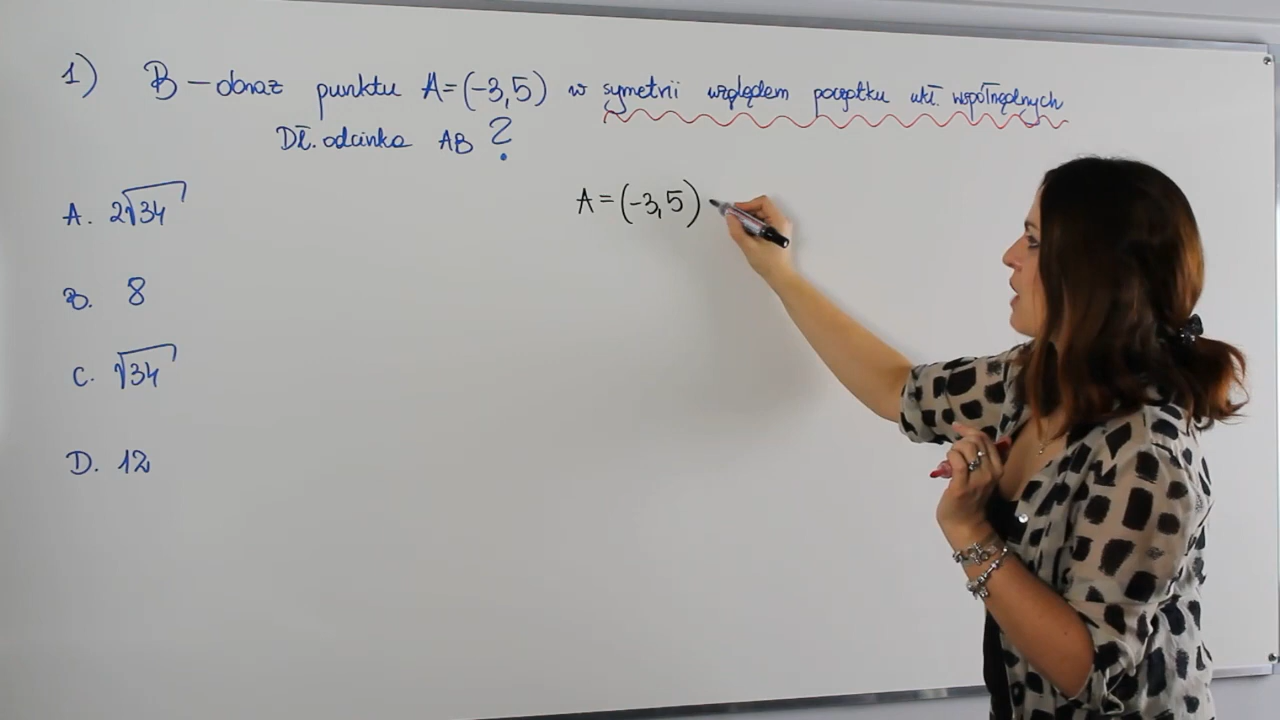 1) B – obraz punktu A=(-3,5) w symetrii względem początku ukł. współrzędnych
Dł. odcinka AB ?
A = (-3,5)
A. 2√34
B. 8
C. √34
D. 12